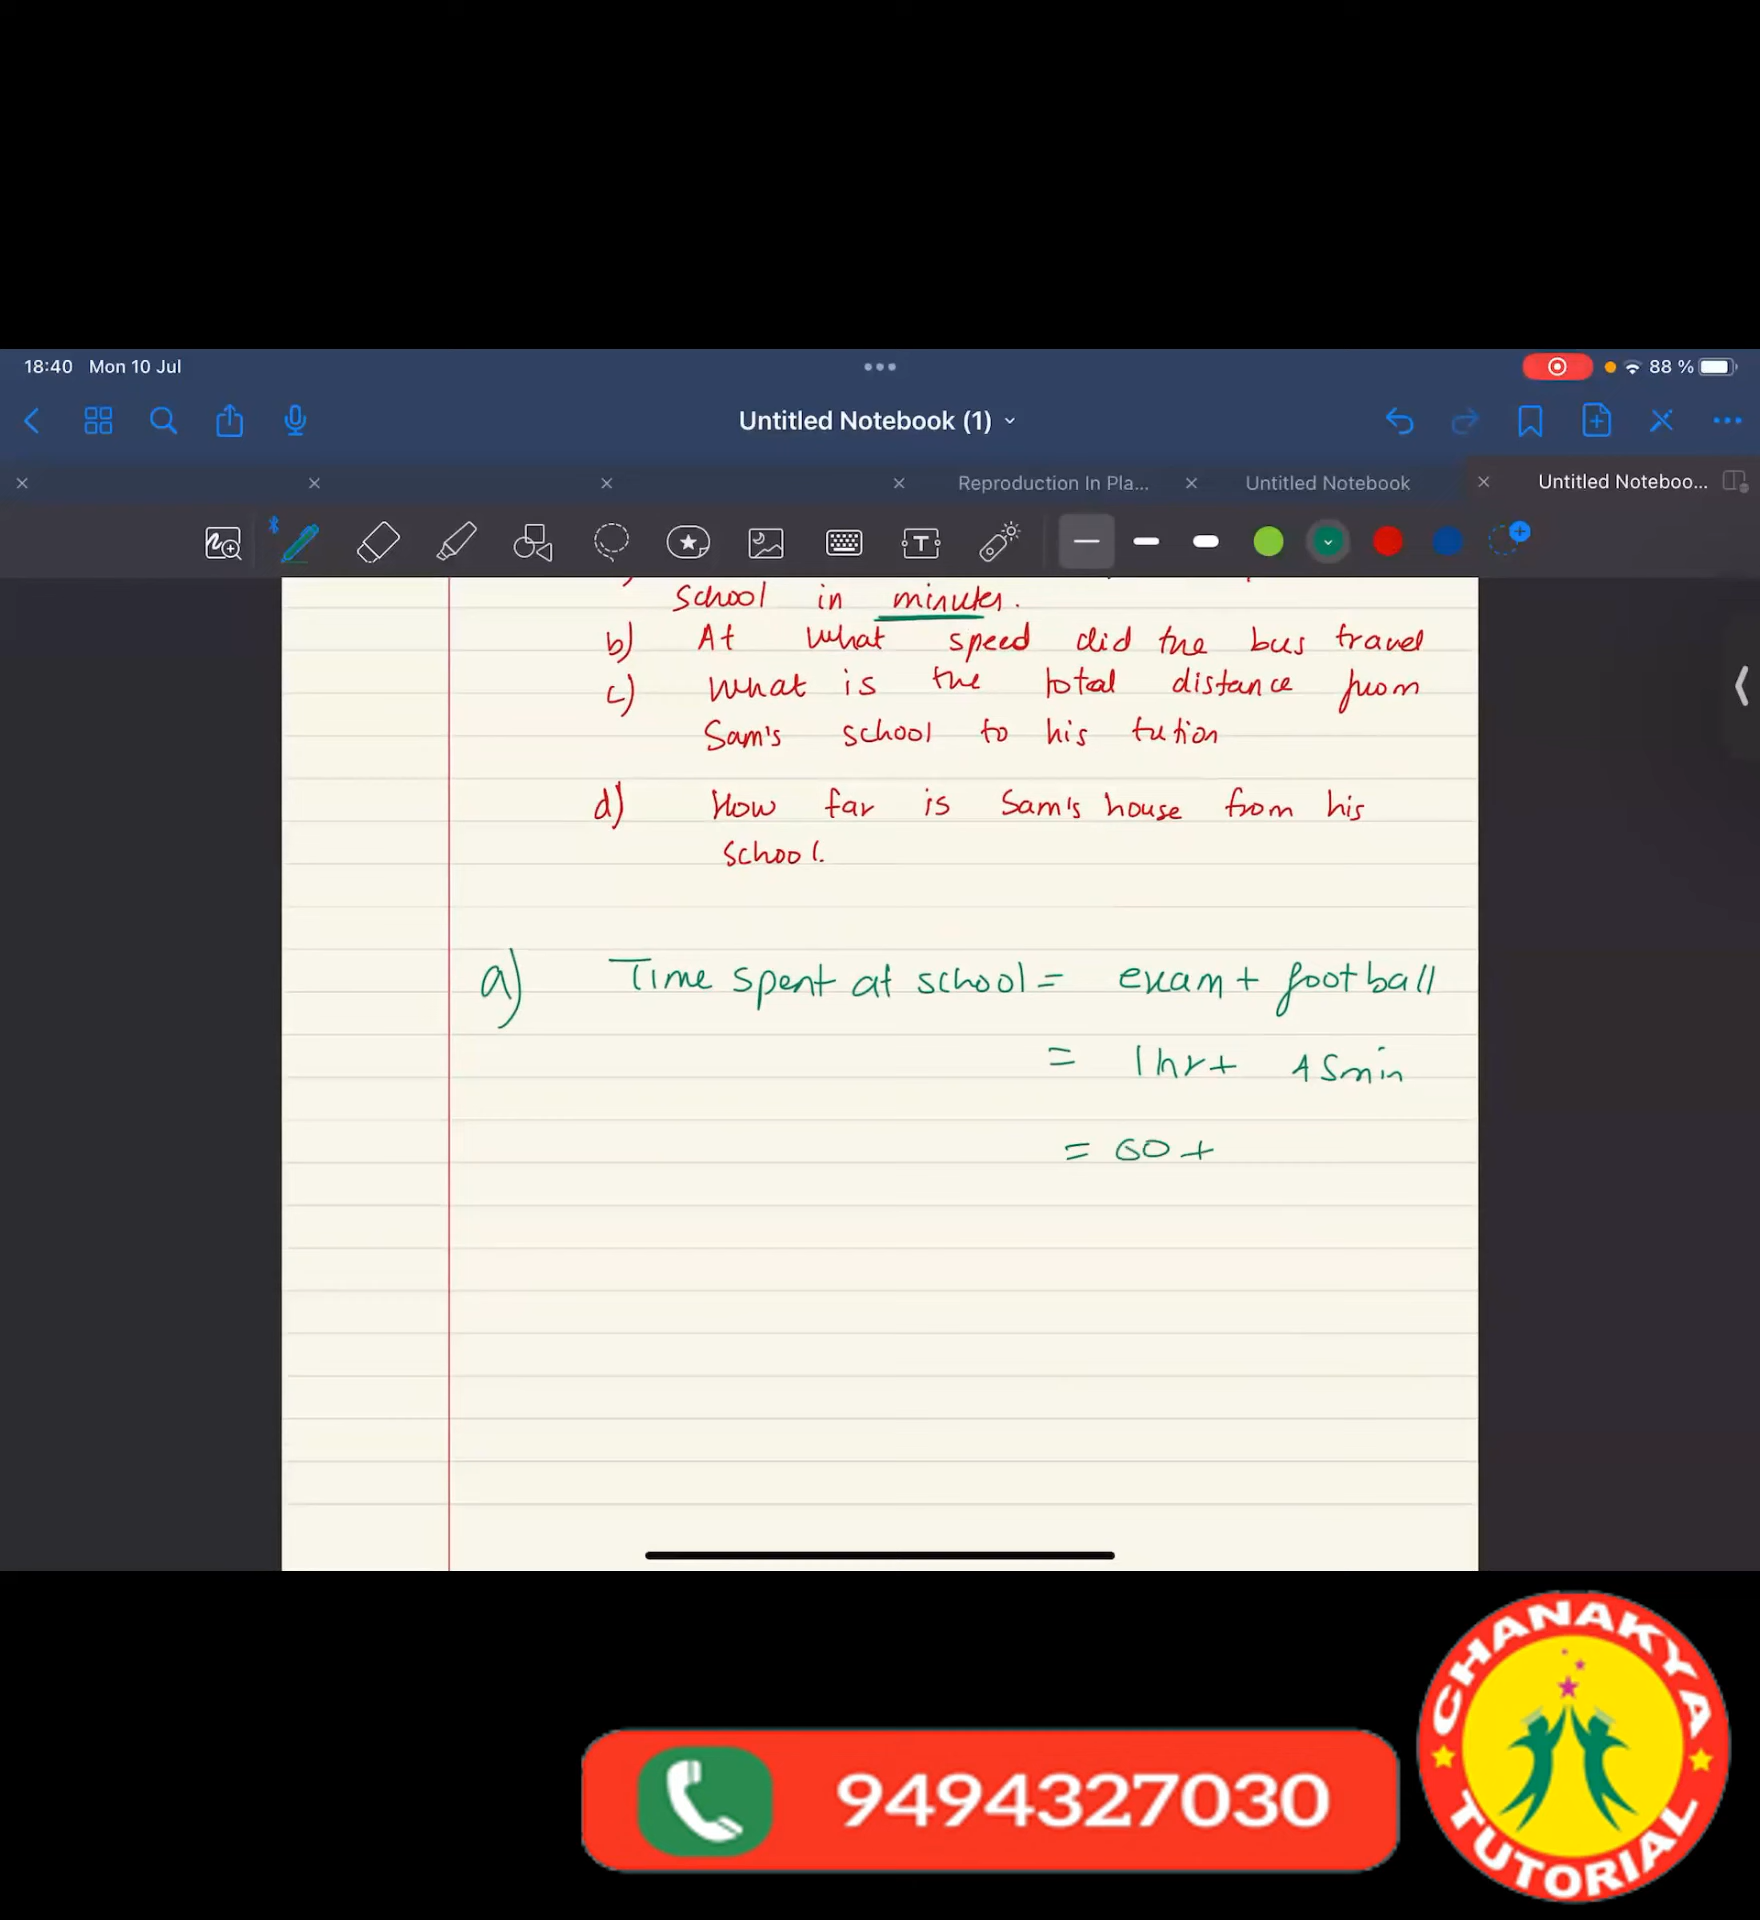 18:40 Mon 10 Jul
88 %
Untitled Notebook (1)
Reproduction In Pla...
Untitled Notebook
Untitled Noteboo...
School in minutes.
b) At what speed did the bus travel
c) What is the total distance from
Sam's school to his tution
d) How far is Sam's house from his
School.
a) Time spent at school = exam + football
= 1hr + 45min
= 60 +
9494327030
CHANAKYA
TUTORIAL